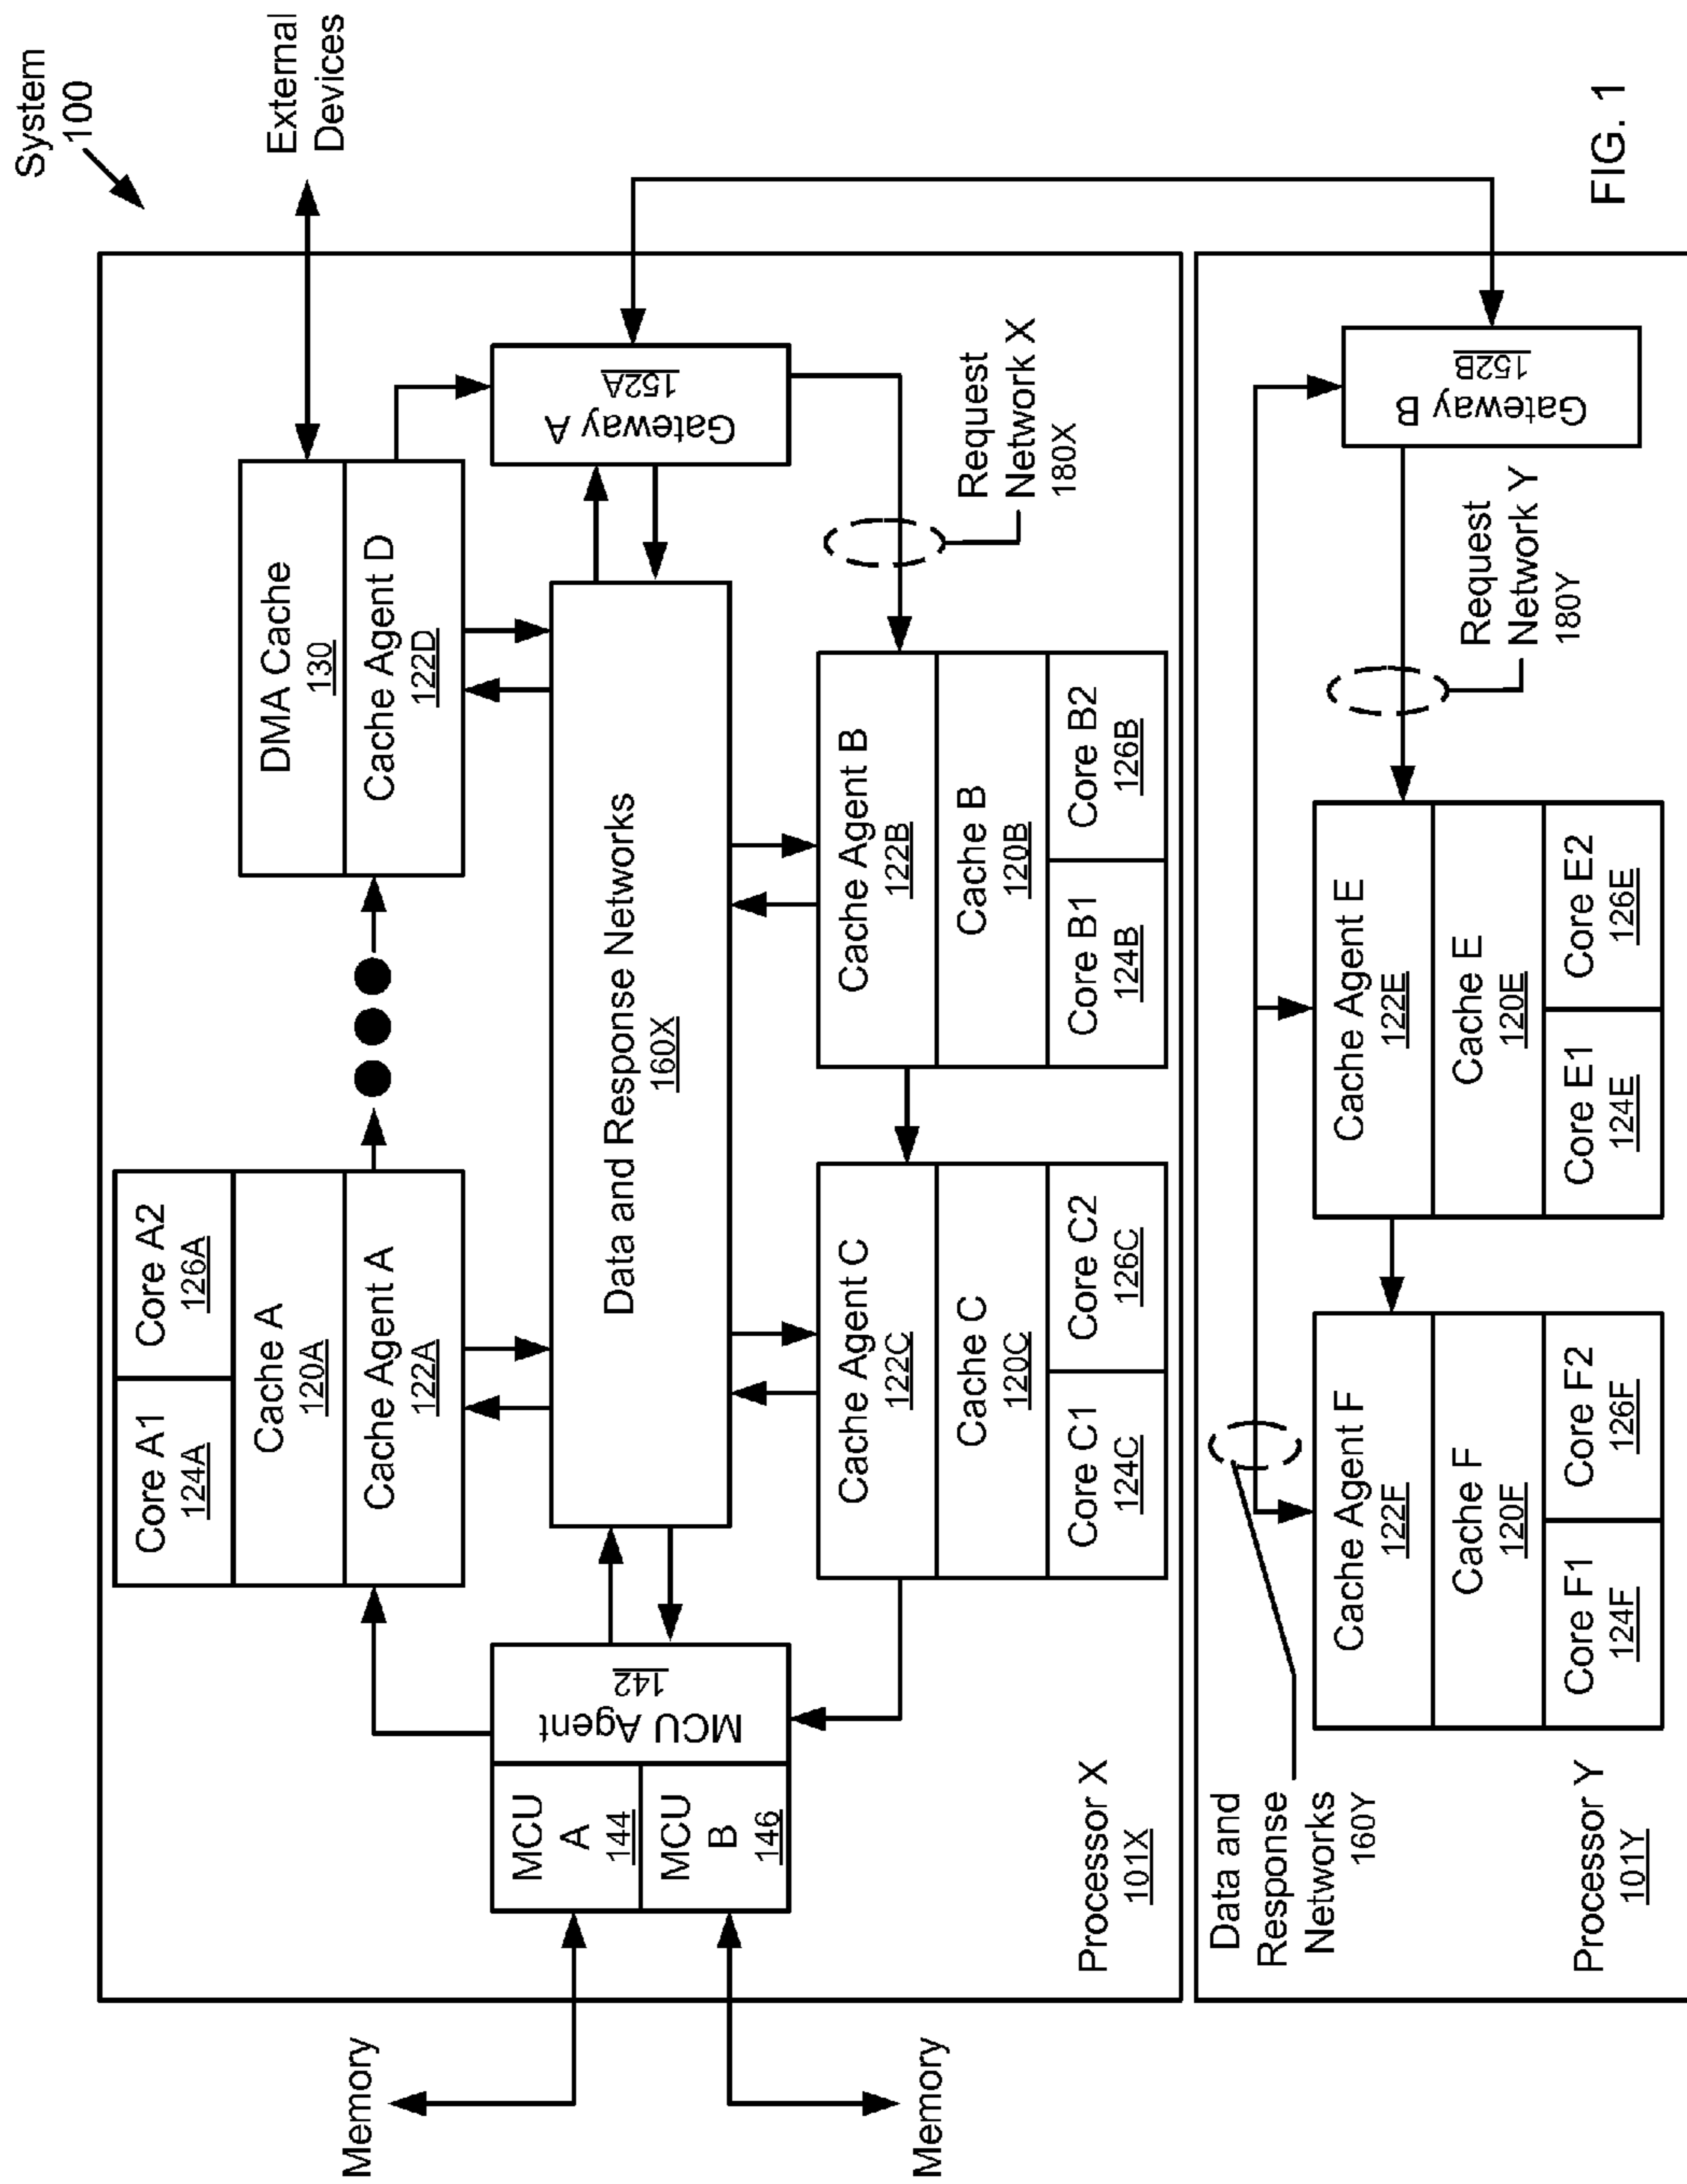 System
100
External
Devices
DMA Cache
130
Cache Agent D
122D
Core A1
124A
Core A2
126A
Cache A
120A
Cache Agent A
122A
Memory
MCU
A
144
MCU
B
146
Memory
MCU Agent
142
Data and Response Networks
160X
Gateway A
152A
Request
Network X
180X
Cache Agent C
122C
Cache C
120C
Core C1
124C
Core C2
126C
Cache Agent B
122B
Cache B
120B
Core B1
124B
Core B2
126B
Processor X
101X
Data and
Response
Networks
160Y
Cache Agent F
122F
Cache F
120F
Core F1
124F
Core F2
126F
Cache Agent E
122E
Cache E
120E
Core E1
124E
Core E2
126E
Request
Network Y
180Y
Gateway B
152B
Processor Y
101Y
FIG. 1